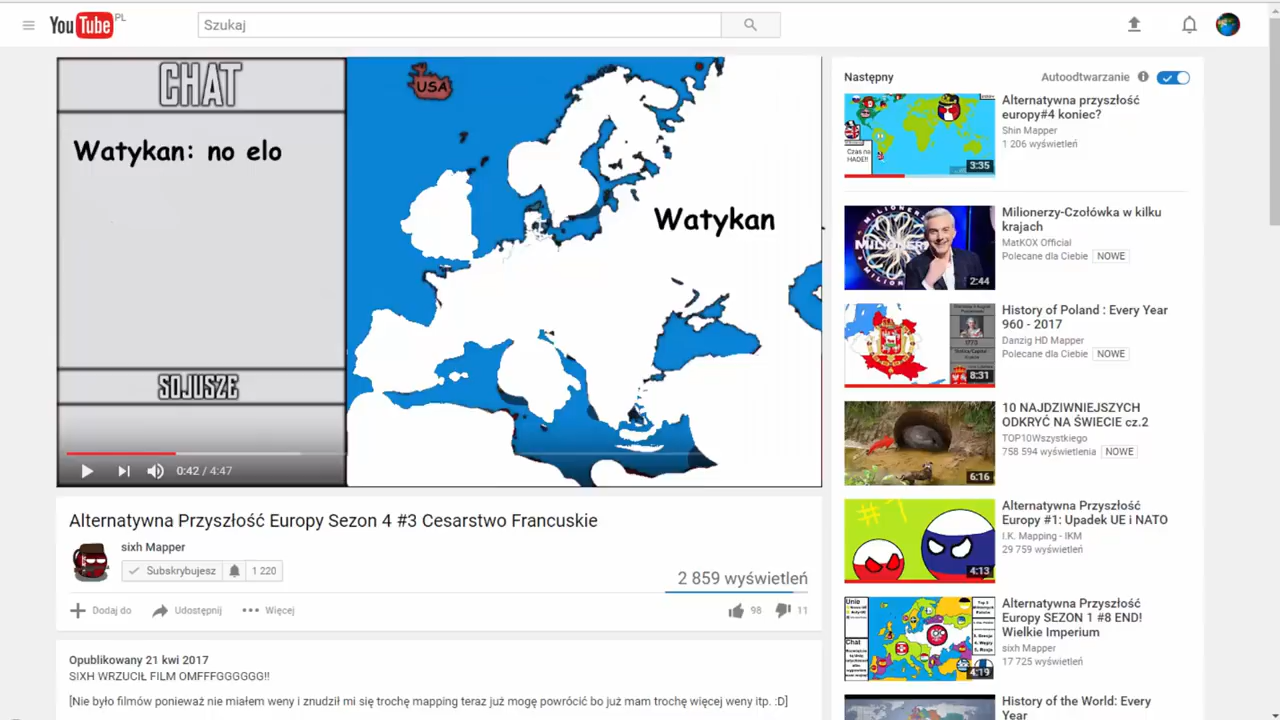 YouTube PL
Szukaj
CHAT
Watykan: no elo
SOJUSZE
USA
Watykan
0:42 / 4:47
Alternatywna Przyszłość Europy Sezon 4 #3 Cesarstwo Francuskie
sixh Mapper
Subskrybujesz
1 220
2 859 wyświetleń
Dodaj do
Udostępnij
Więcej
98
11
Opublikowany 21 kwi 2017
SIXH WRZUCIŁ FILM OMFFFGGGGGG!!
[Nie było filmów ponieważ nie miałem weny i znudził mi się trochę mapping teraz już mogę powrócić bo już mam trochę więcej weny itp. :D]
Następny
Autoodtwarzanie
Czas na
HADE!!
3:35
Alternatywna przyszłość
europy#4 koniec?
Shin Mapper
1 206 wyświetleń
MILIONERZY
2:44
Milionerzy-Czołówka w kilku
krajach
MatKOX Official
Polecane dla Ciebie
NOWE
8:31
History of Poland : Every Year
960 - 2017
Danzig HD Mapper
Polecane dla Ciebie
NOWE
6:16
10 NAJDZIWNIEJSZYCH
ODKRYĆ NA ŚWIECIE cz.2
TOP10Wszystkiego
758 594 wyświetlenia
NOWE
#1
4:13
Alternatywna Przyszłość
Europy #1: Upadek UE i NATO
I.K. Mapping - IKM
29 759 wyświetleń
Unie
Chat
4:19
Alternatywna Przyszłość
Europy SEZON 1 #8 END!
Wielkie Imperium
sixh Mapper
17 725 wyświetleń
History of the World: Every
Year